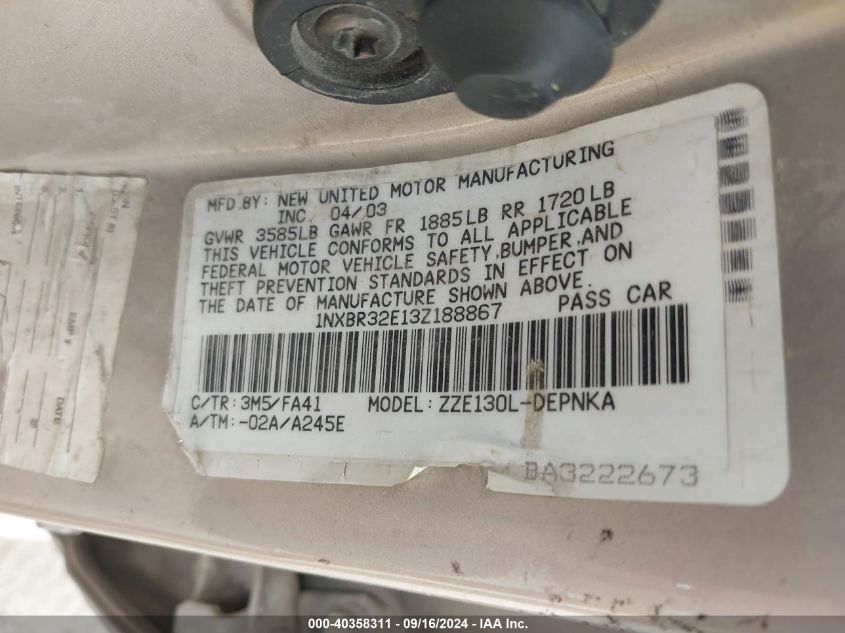 MFD.BY: NEW UNITED MOTOR MANUFACTURING
INC. 04/03
GVWR 3585LB GAWR FR 1885LB RR 1720LB
THIS VEHICLE CONFORMS TO ALL APPLICABLE
FEDERAL MOTOR VEHICLE SAFETY,BUMPER,AND
THEFT PREVENTION STANDARDS IN EFFECT ON
THE DATE OF MANUFACTURE SHOWN ABOVE.
1NXBR32E13Z188867 PASS CAR
C/TR:3M5/FA41 MODEL:ZZE130L-DEPNKA
A/TM:-02A/A245E
BA3222673
DATE
000-40358311 - 09/16/2024 - IEAI Inc.